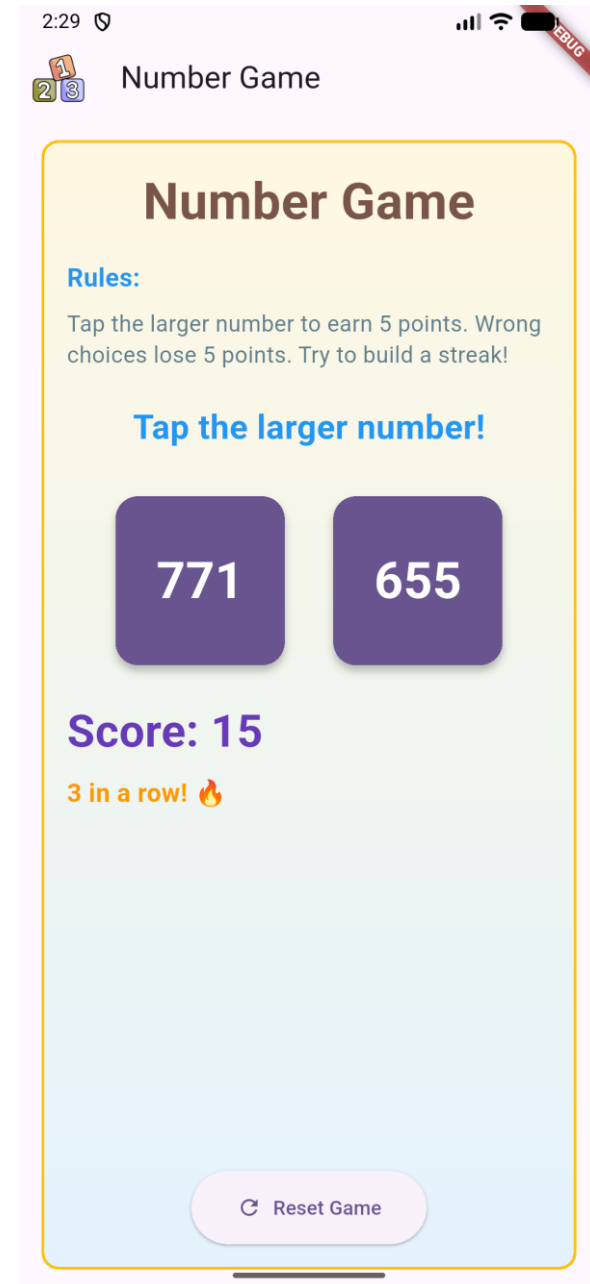 2:29
EBUG
1
2 3
Number Game
Number Game
Rules:
Tap the larger number to earn 5 points. Wrong
choices lose 5 points. Try to build a streak!
Tap the larger number!
771 655
Score: 15
3 in a row! 🔥
Reset Game